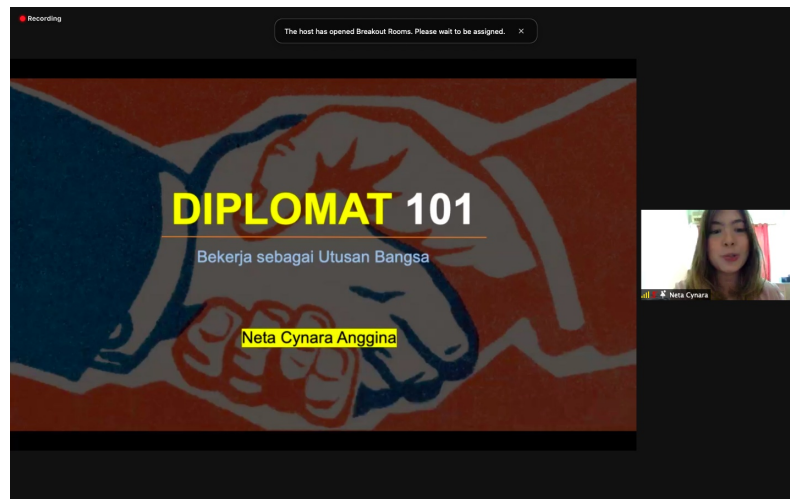 Recording
The host has opened Breakout Rooms. Please wait to be assigned.
DIPLOMAT 101
Bekerja sebagai Utusan Bangsa
Neta Cynara Anggina
Neta Cynara